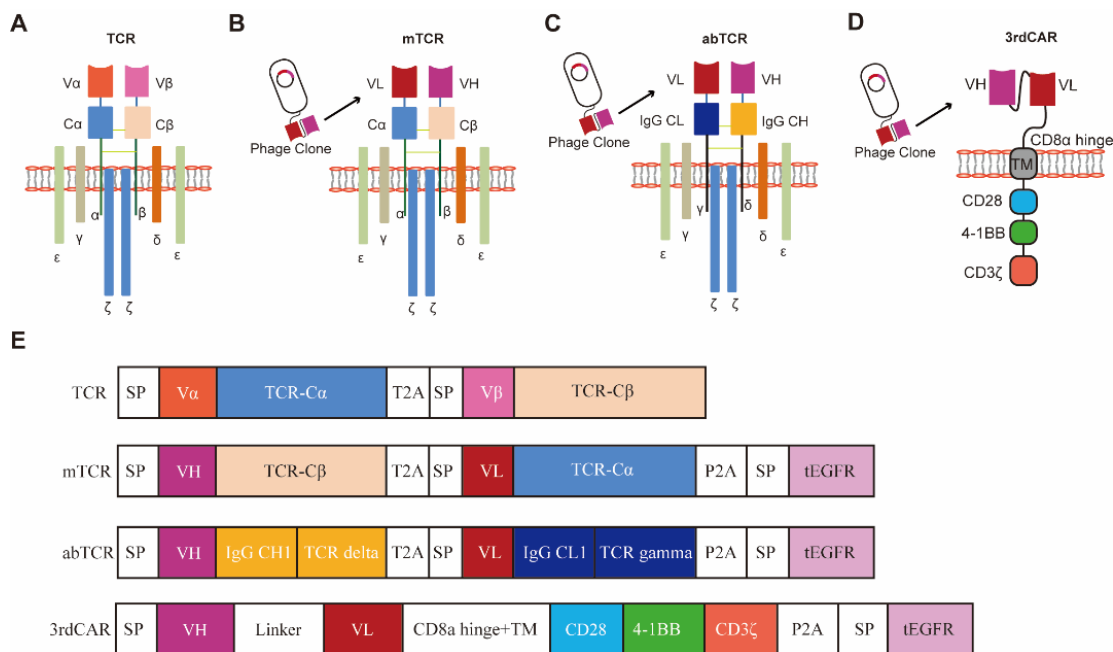 A
TCR
Vα
Vβ
Cα
Cβ
α
β
γ
δ
ε
ε
ζ
ζ
B
mTCR
Phage Clone
VL
VH
Cα
Cβ
α
β
γ
δ
ε
ε
ζ
ζ
C
abTCR
Phage Clone
VL
VH
IgG CL
IgG CH
γ
δ
γ
δ
ε
ε
ζ
ζ
D
3rdCAR
Phage Clone
VH
VL
CD8α hinge
TM
CD28
4-1BB
CD3ζ
E
TCR SP Vα TCR-Cα T2A SP Vβ TCR-Cβ
mTCR SP VH TCR-Cβ T2A SP VL TCR-Cα P2A SP tEGFR
abTCR SP VH IgG CH1 TCR delta T2A SP VL IgG CL1 TCR gamma P2A SP tEGFR
3rdCAR SP VH Linker VL CD8a hinge+TM CD28 4-1BB CD3ζ P2A SP tEGFR